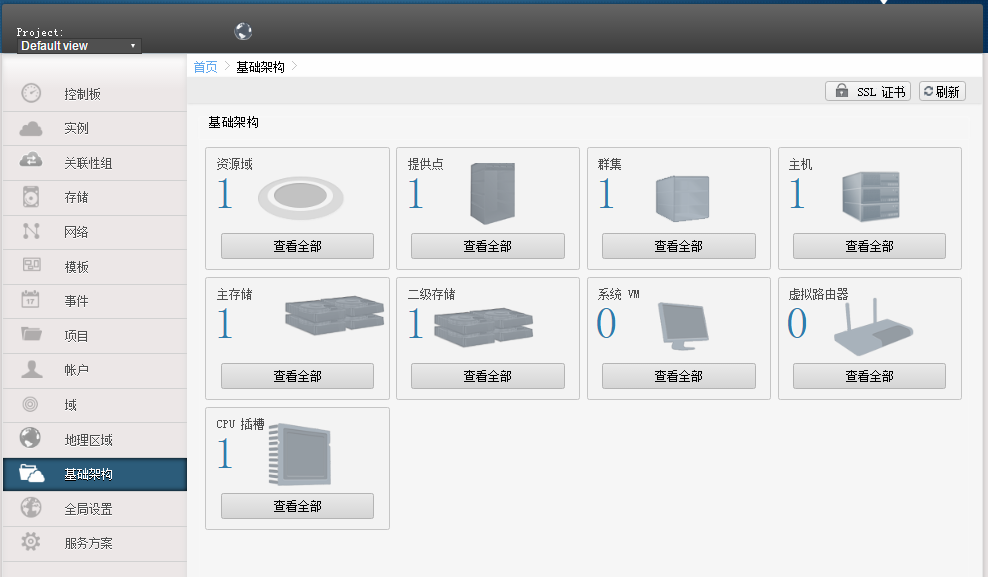 Project:
Default view
首页 基础架构
SSL 证书 刷新
控制板
实例
关联性组
存储
网络
模板
17
事件
项目
帐户
域
地理区域
基础架构
全局设置
服务方案
基础架构
资源域
1
查看全部
提供点
1
查看全部
群集
1
查看全部
主机
1
查看全部
主存储
1
查看全部
二级存储
1
查看全部
系统 VM
0
查看全部
虚拟路由器
0
查看全部
CPU 插槽
1
查看全部